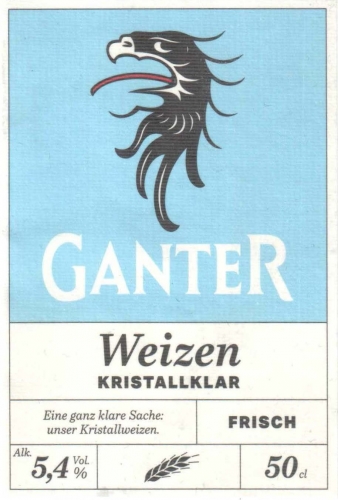 GANTER
Weizen
KRISTALLKLAR
Eine ganz klare Sache:
unser Kristallweizen.
FRISCH
Alk. 5,4 Vol. %
50 cl